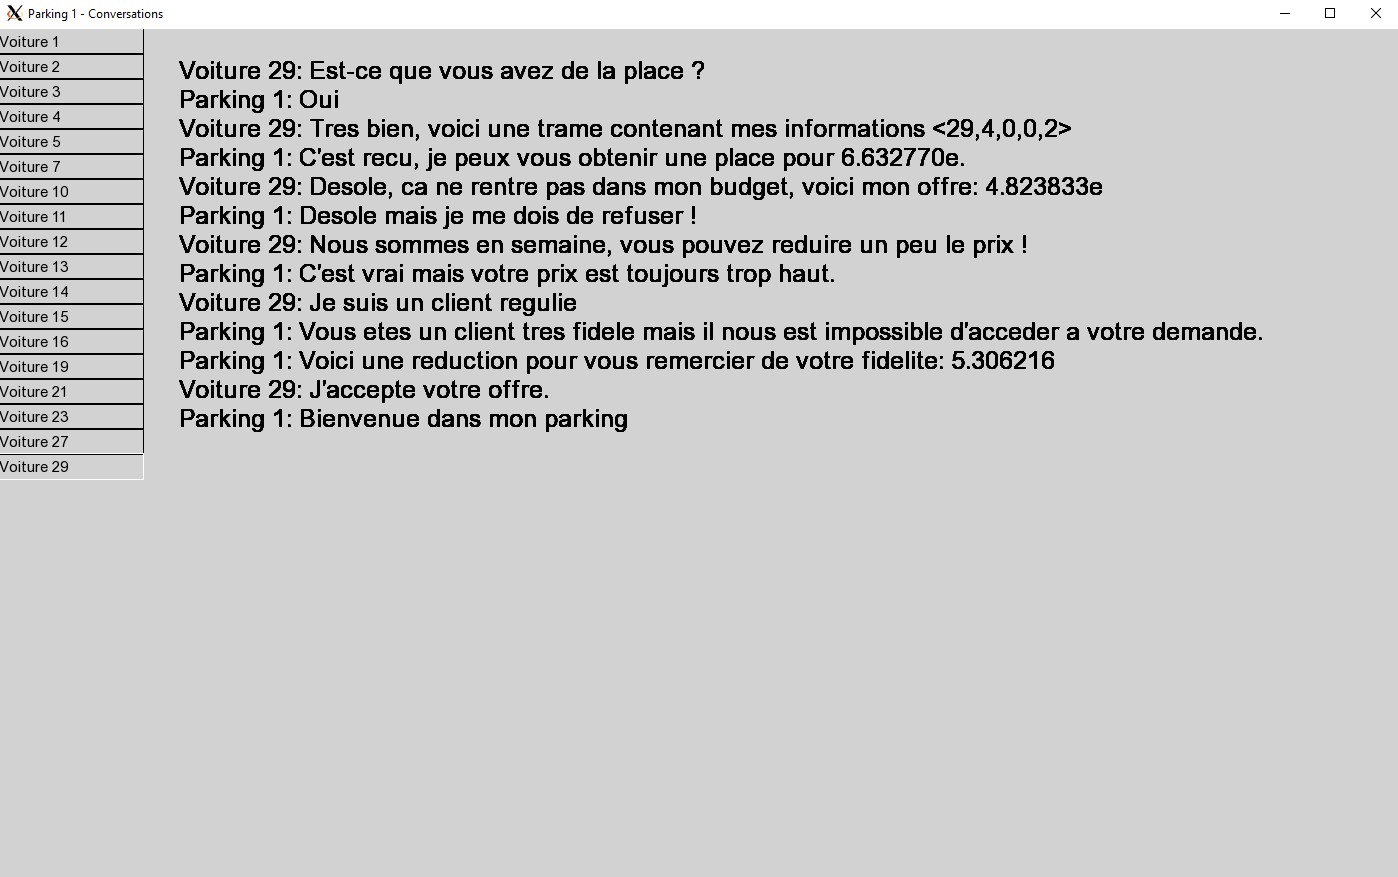 Parking 1 - Conversations
Voiture 1
Voiture 2
Voiture 3
Voiture 4
Voiture 5
Voiture 7
Voiture 10
Voiture 11
Voiture 12
Voiture 13
Voiture 14
Voiture 15
Voiture 16
Voiture 19
Voiture 21
Voiture 23
Voiture 27
Voiture 29
Voiture 29: Est-ce que vous avez de la place ?
Parking 1: Oui
Voiture 29: Tres bien, voici une trame contenant mes informations <29,4,0,0,2>
Parking 1: C'est recu, je peux vous obtenir une place pour 6.632770e.
Voiture 29: Desole, ca ne rentre pas dans mon budget, voici mon offre: 4.823833e
Parking 1: Desole mais je me dois de refuser !
Voiture 29: Nous sommes en semaine, vous pouvez reduire un peu le prix !
Parking 1: C'est vrai mais votre prix est toujours trop haut.
Voiture 29: Je suis un client regulie
Parking 1: Vous etes un client tres fidele mais il nous est impossible d'acceder a votre demande.
Parking 1: Voici une reduction pour vous remercier de votre fidelite: 5.306216
Voiture 29: J'accepte votre offre.
Parking 1: Bienvenue dans mon parking